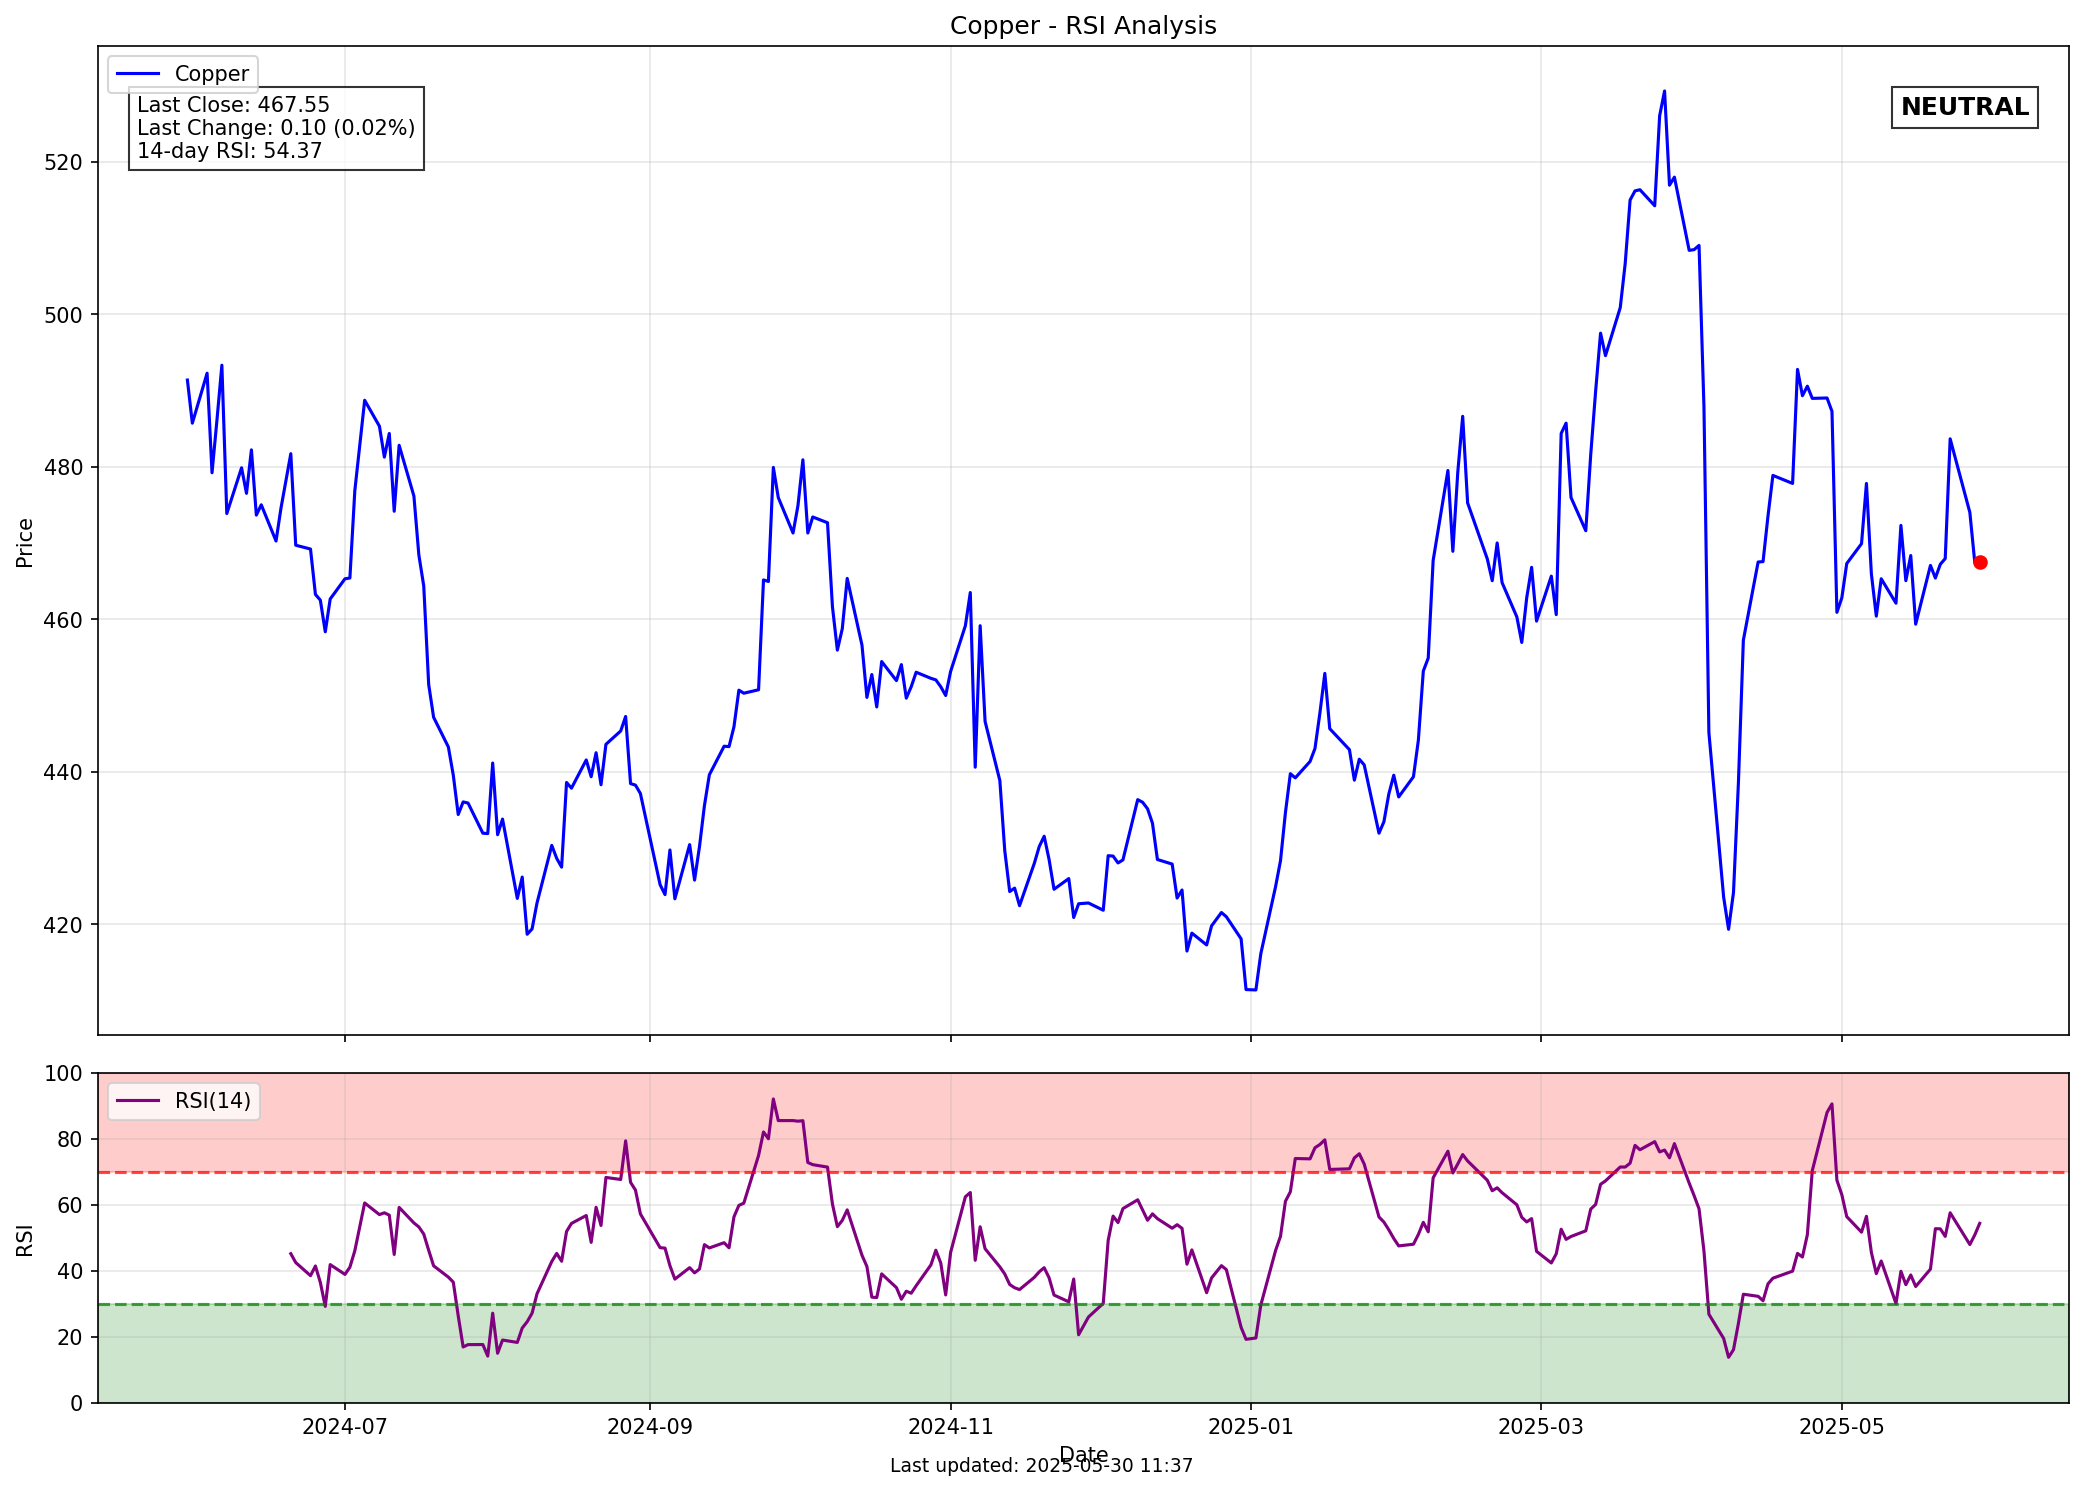 Copper - RSI Analysis
Copper
Last Close: 467.55
Last Change: 0.10 (0.02%)
14-day RSI: 54.37
NEUTRAL
Price
520
500
480
460
440
420
RSI(14)
RSI
100
80
60
40
20
0
2024-07
2024-09
2024-11
2025-01
2025-03
2025-05
Date
Last updated: 2025-05-30 11:37